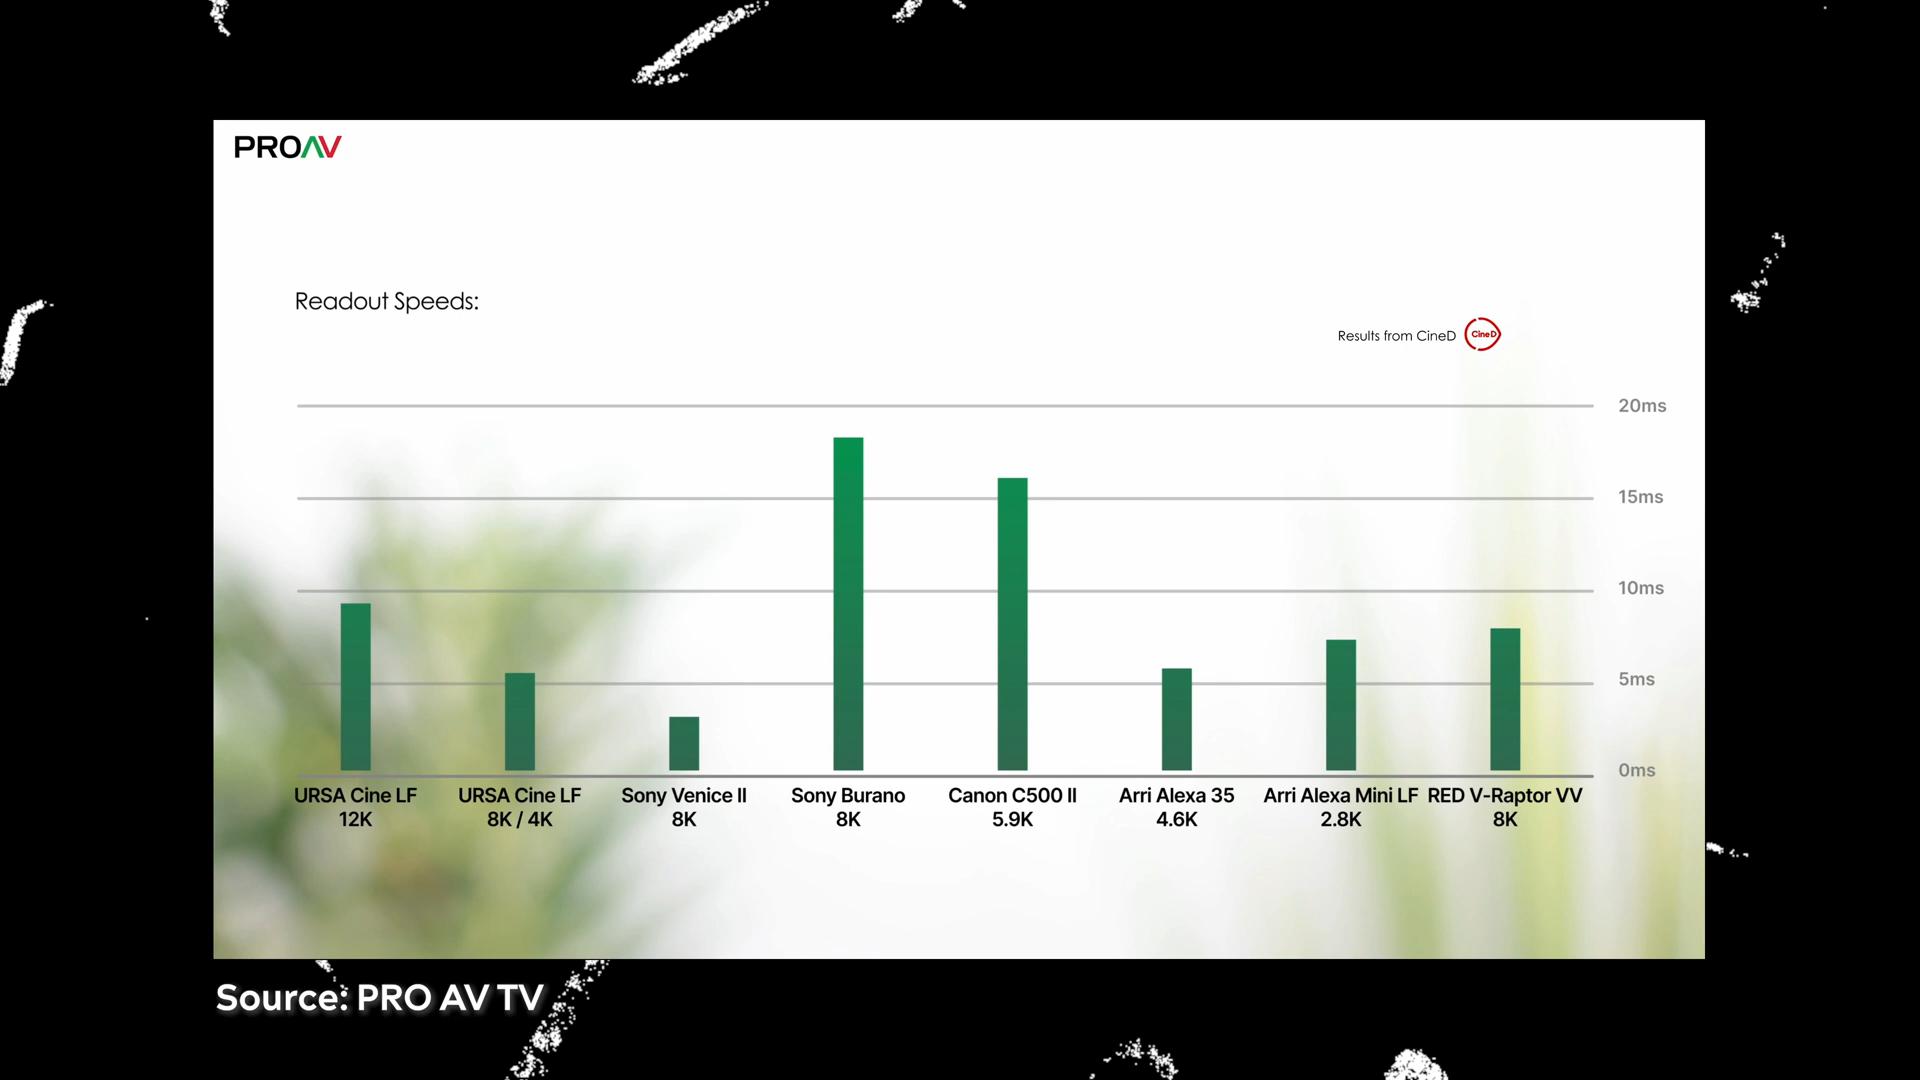 PROAV
Readout Speeds:
Results from CineD CineD
20ms
15ms
10ms
5ms
0ms
URSA Cine LF
12K
URSA Cine LF
8K / 4K
Sony Venice II
8K
Sony Burano
8K
Canon C500 II
5.9K
Arri Alexa 35
4.6K
Arri Alexa Mini LF
2.8K
RED V-Raptor VV
8K
Source: PRO AV TV